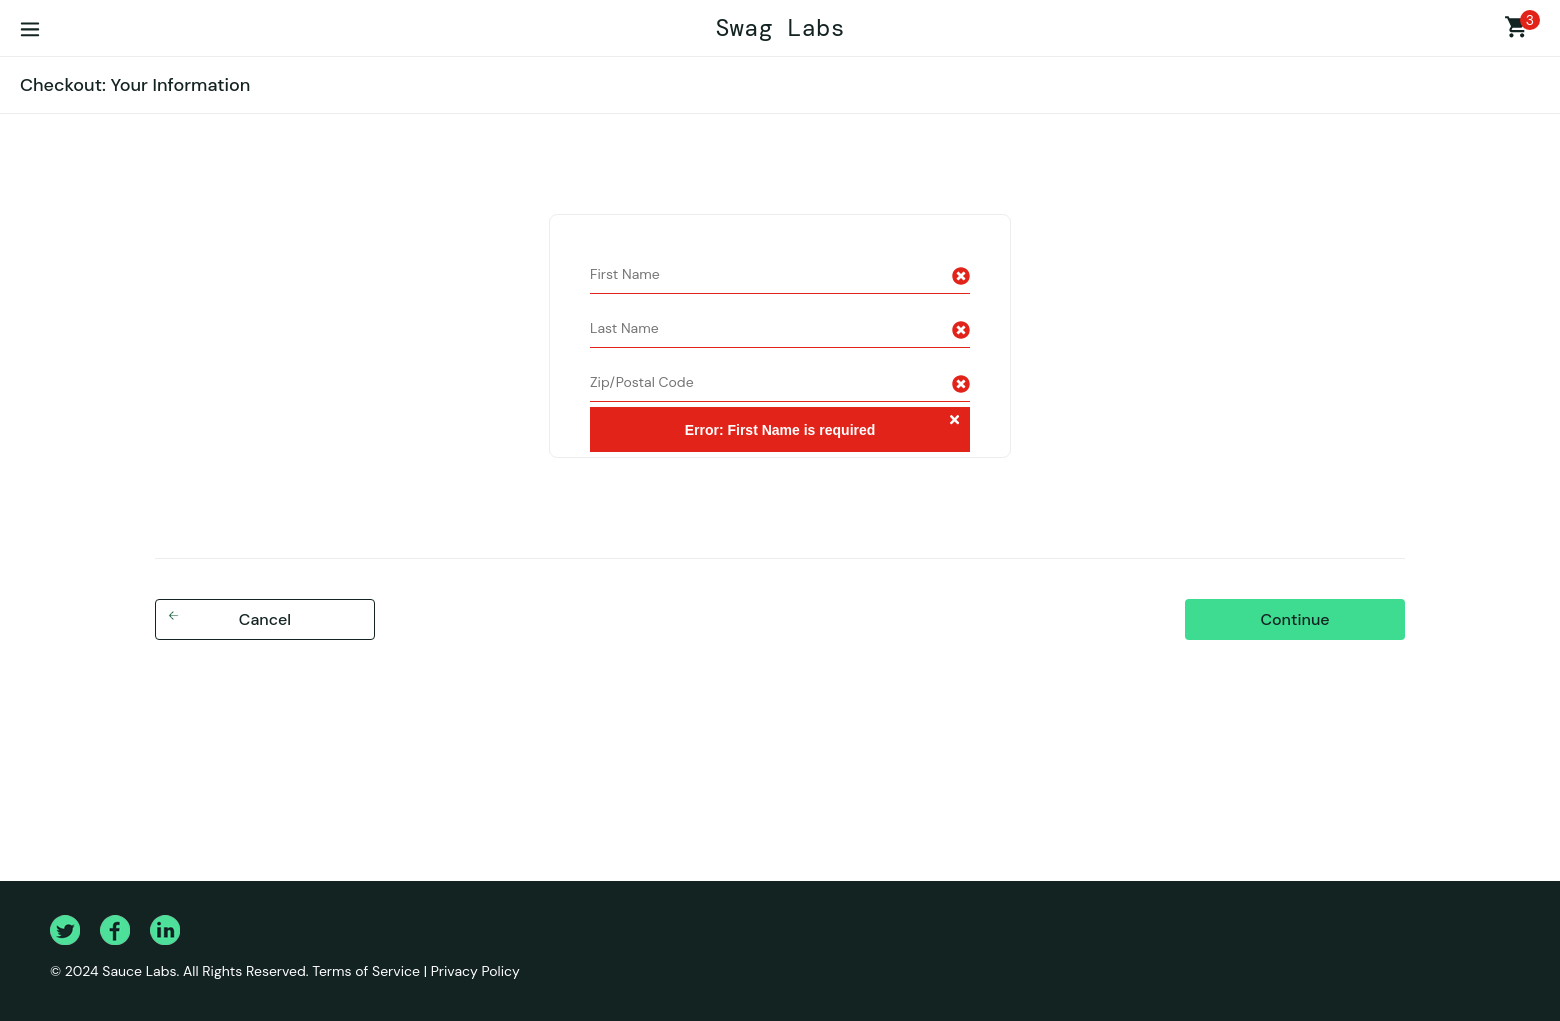 Swag Labs
3
Checkout: Your Information
First Name
Last Name
Zip/Postal Code
Error: First Name is required
Cancel
Continue
© 2024 Sauce Labs. All Rights Reserved. Terms of Service | Privacy Policy